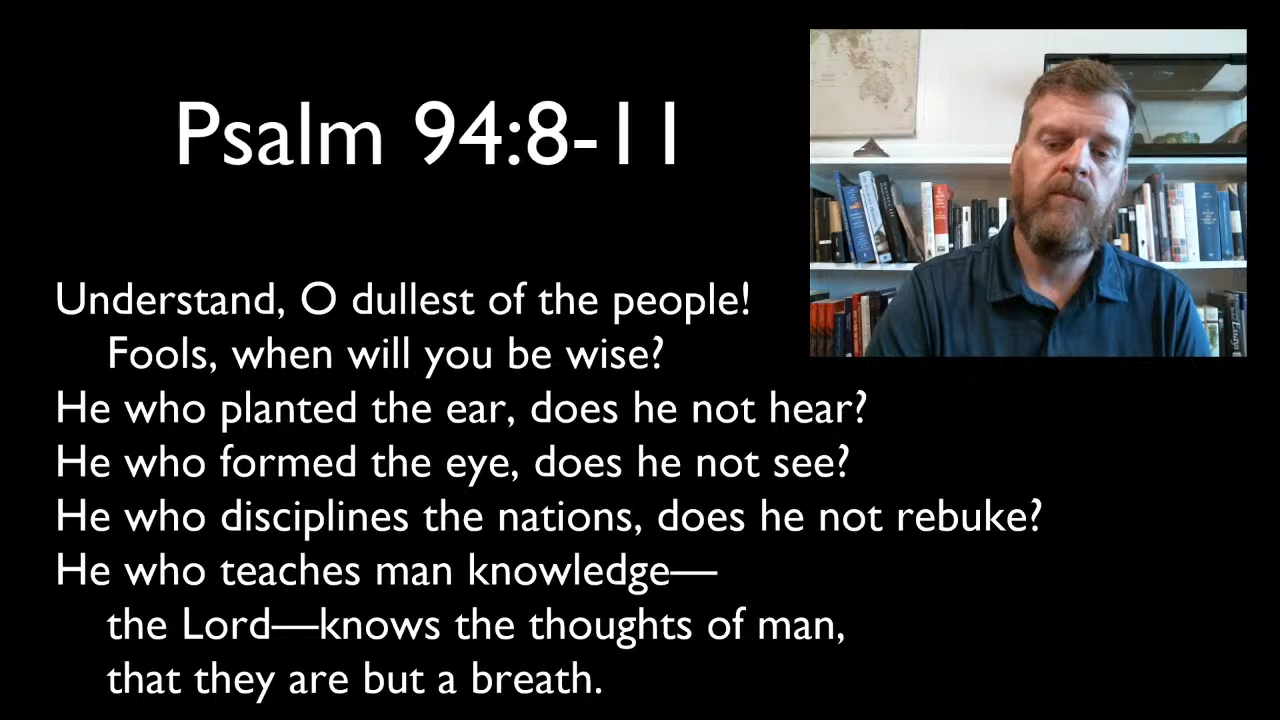 Psalm 94:8-11
Understand, O dullest of the people!
Fools, when will you be wise?
He who planted the ear, does he not hear?
He who formed the eye, does he not see?
He who disciplines the nations, does he not rebuke?
He who teaches man knowledge—
the Lord—knows the thoughts of man,
that they are but a breath.